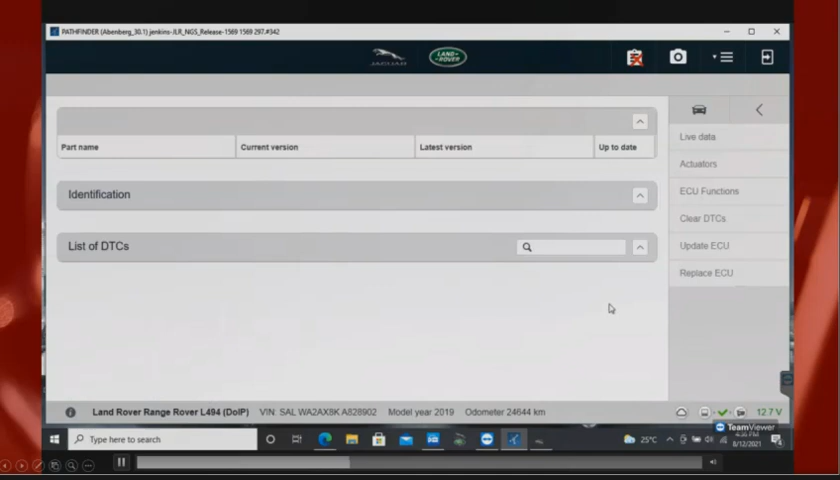 PATHFINDER (Abenberg_30.1) jenkins-JLR_NGS_Release-1569 1569 297.#342
JAGUAR
LAND-
ROVER
Part name Current version Latest version Up to date
Identification
List of DTCs
Live data
Actuators
ECU Functions
Clear DTCs
Update ECU
Replace ECU
Land Rover Range Rover L494 (DoIP) VIN: SAL WA2AX8K A828902 Model year 2019 Odometer 24644 km 12.7 V
TeamViewer
Type here to search 25°C
8/12/2021